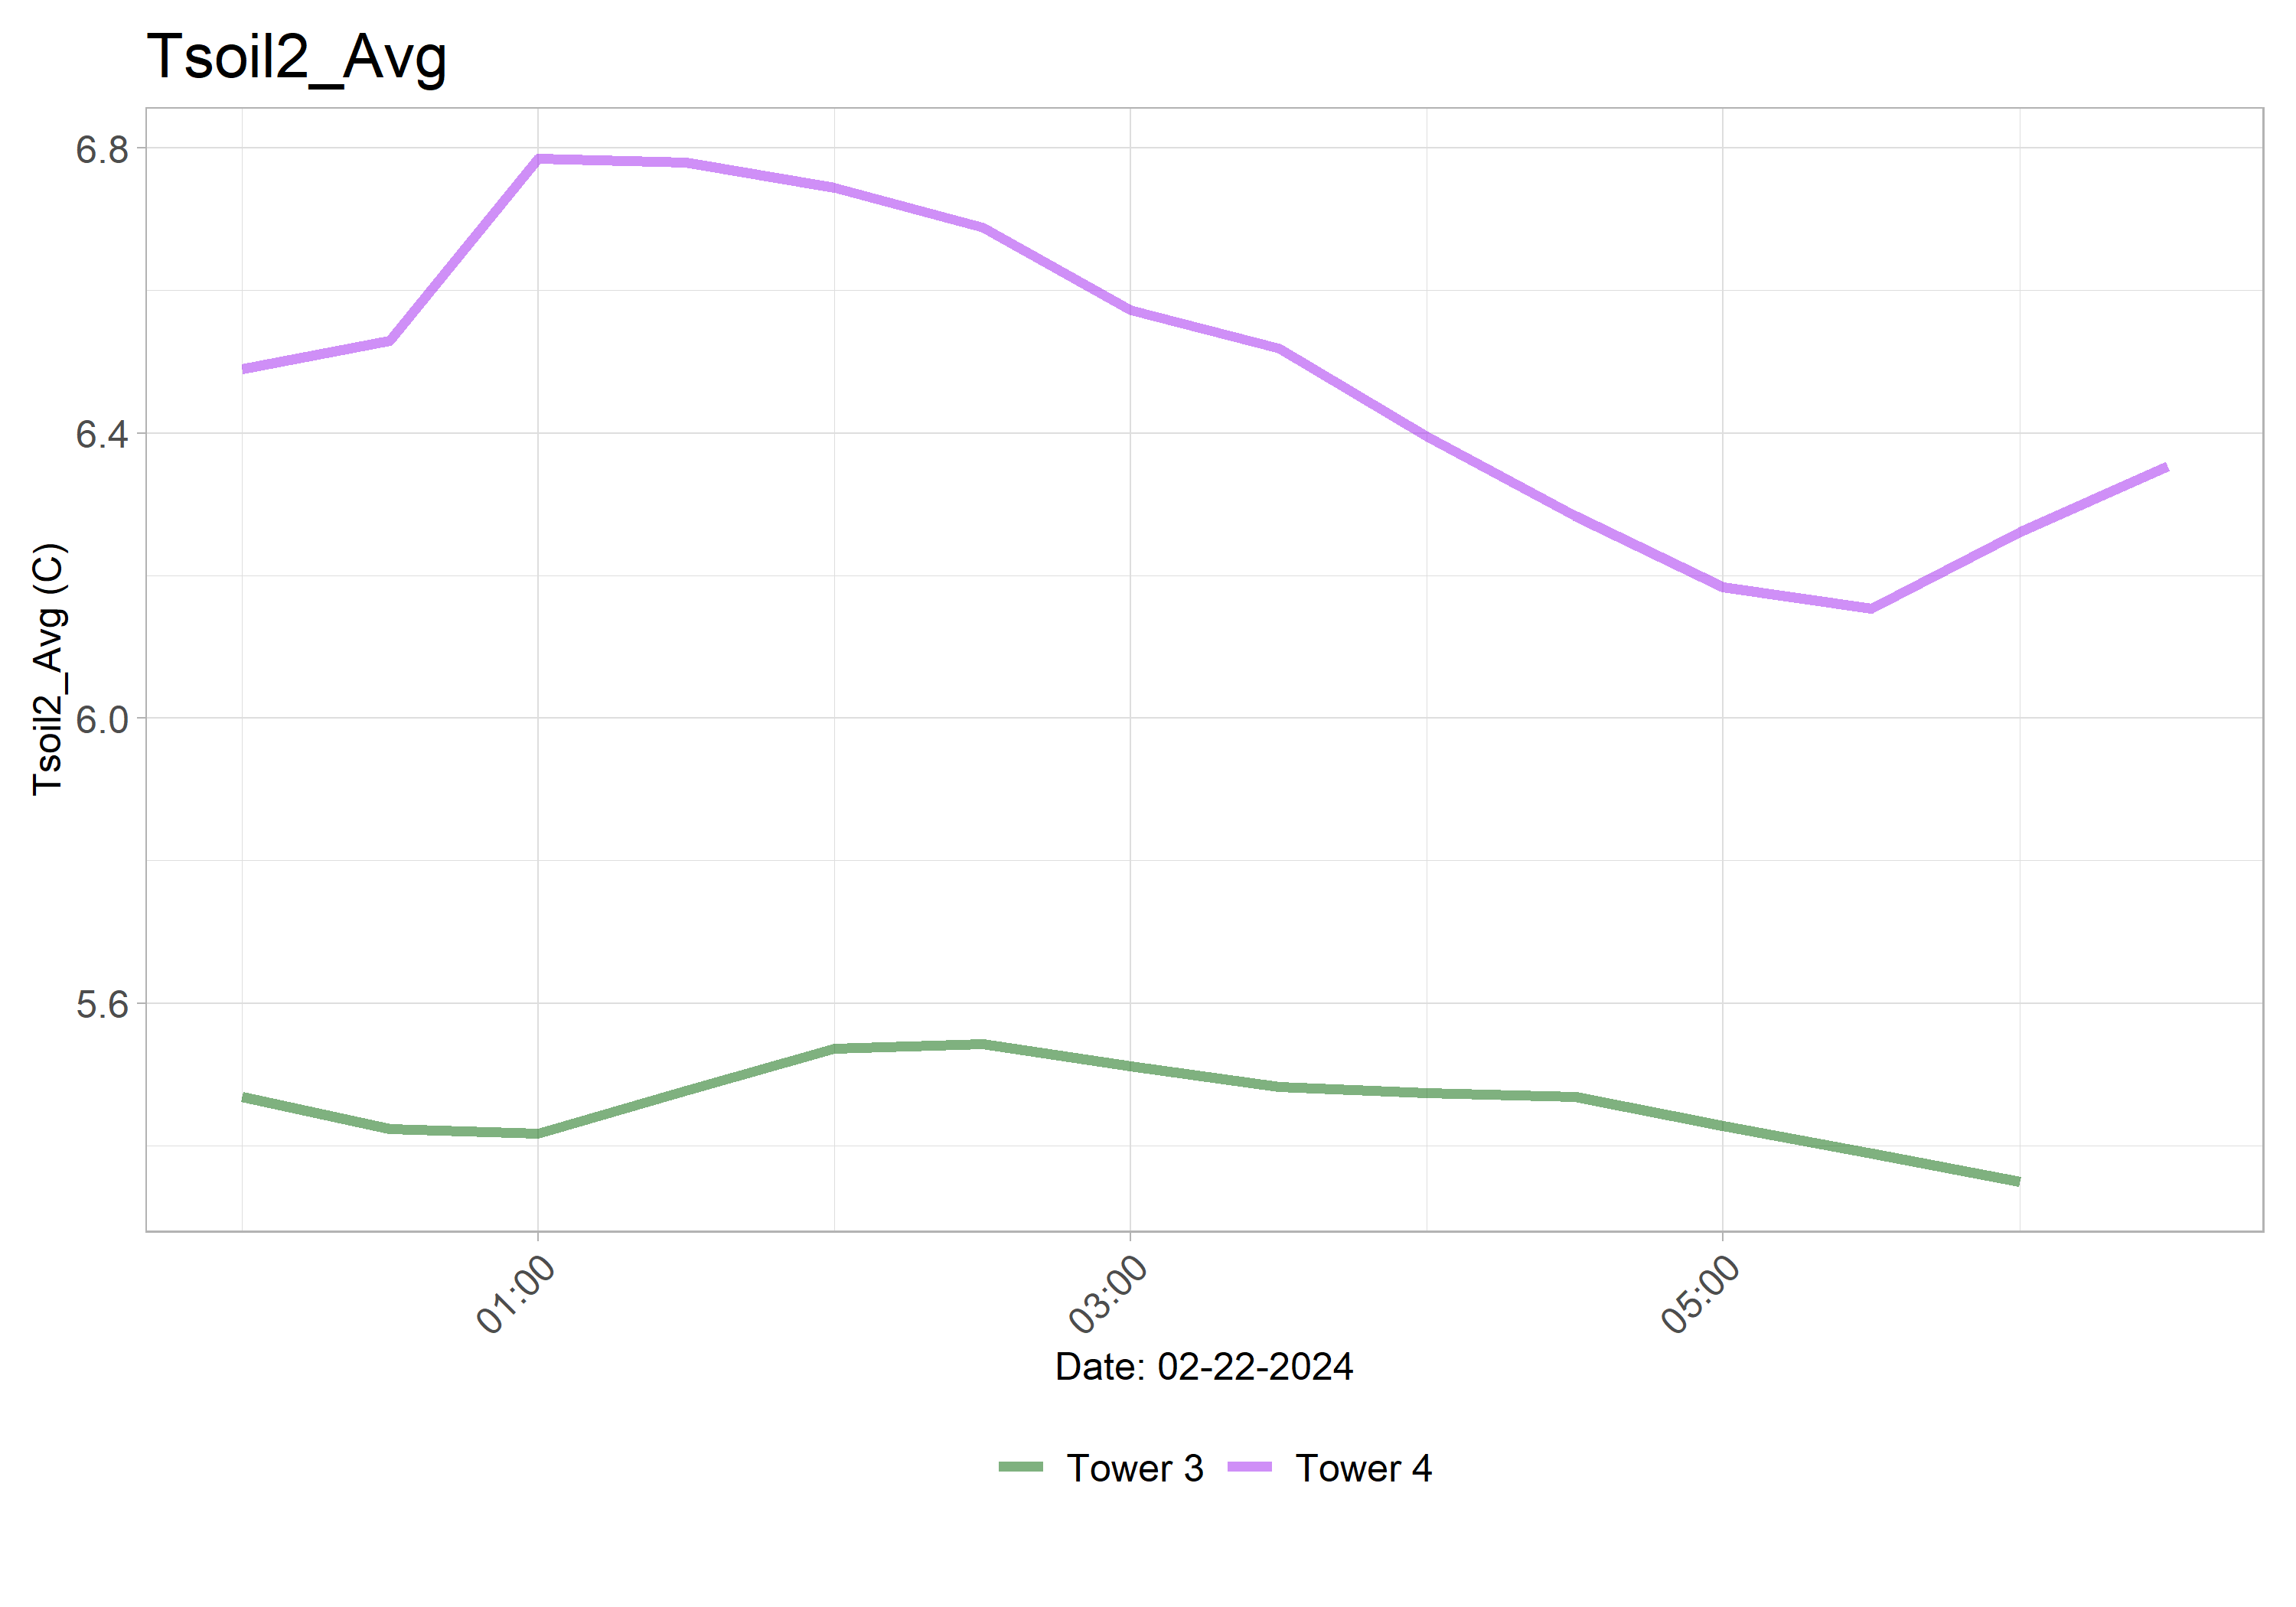 Tsoil2_Avg
Tsoil2_Avg (C)
6.8
6.4
6.0
5.6
01:00
03:00
05:00
Date: 02-22-2024
Tower 3
Tower 4